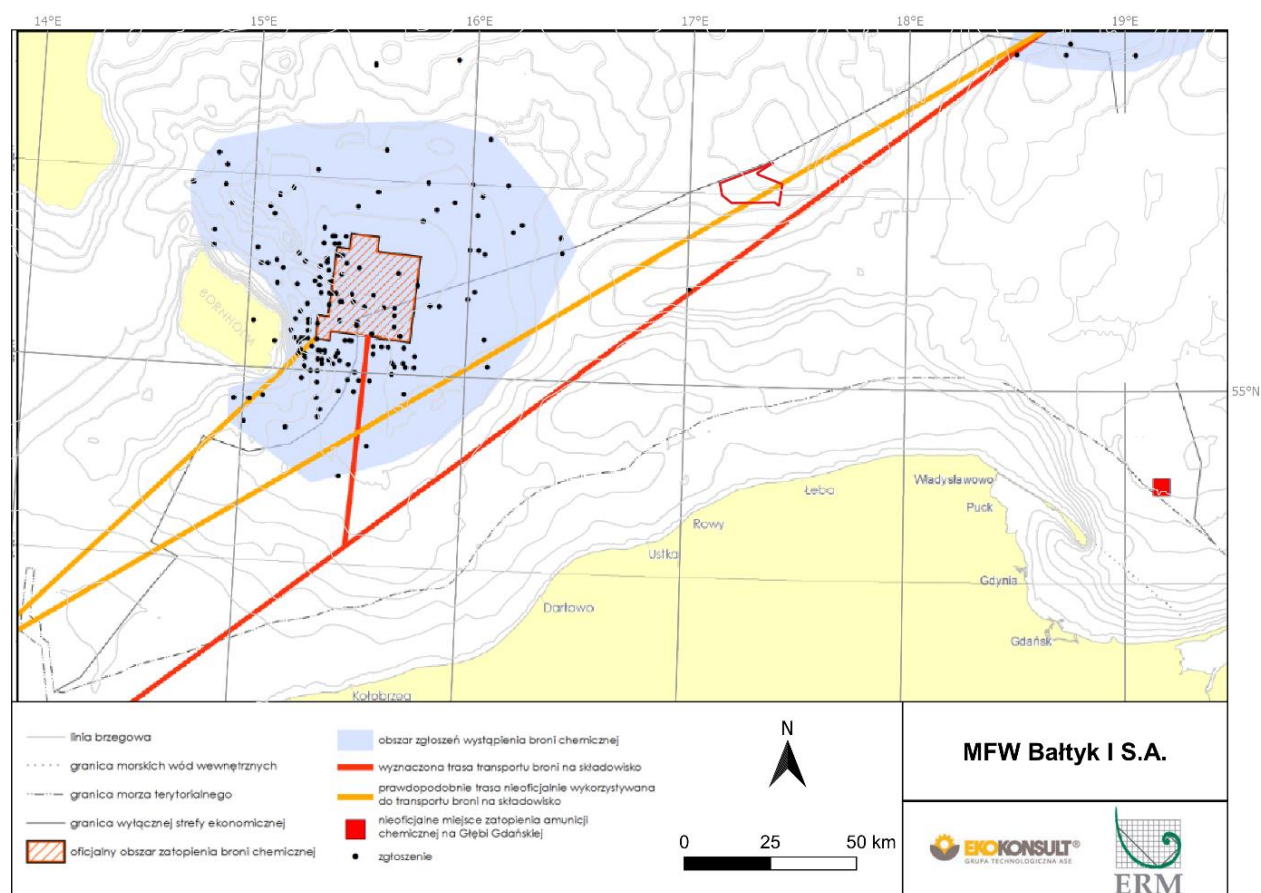 14°E 15°E 16°E 17°E 18°E 19°E
BORNHOLM
55°N
Łeba
Władysławowo
Puck
Rowy
Ustka
Gdynia
Darłowo
Gdańsk
Kołobrzeg
linia brzegowa
granica morskich wód wewnętrznych
granica morza terytorialnego
granica wyłącznej strefy ekonomicznej
oficjalny obszar zatopienia broni chemicznej
obszar zgłoszeń wystąpienia broni chemicznej
wyznaczona trasa transportu broni na składowisko
prawdopodobnie trasa nieoficjalnie wykorzystywana
do transportu broni na składowisko
nieoficjalne miejsce zatopienia amunicji
chemicznej na Głębi Gdańskiej
zgłoszenie
N
0 25 50 km
MFW Bałtyk I S.A.
EKOKONSULT®
GRUPA TECHNOLOGICZNA ASE
ERM